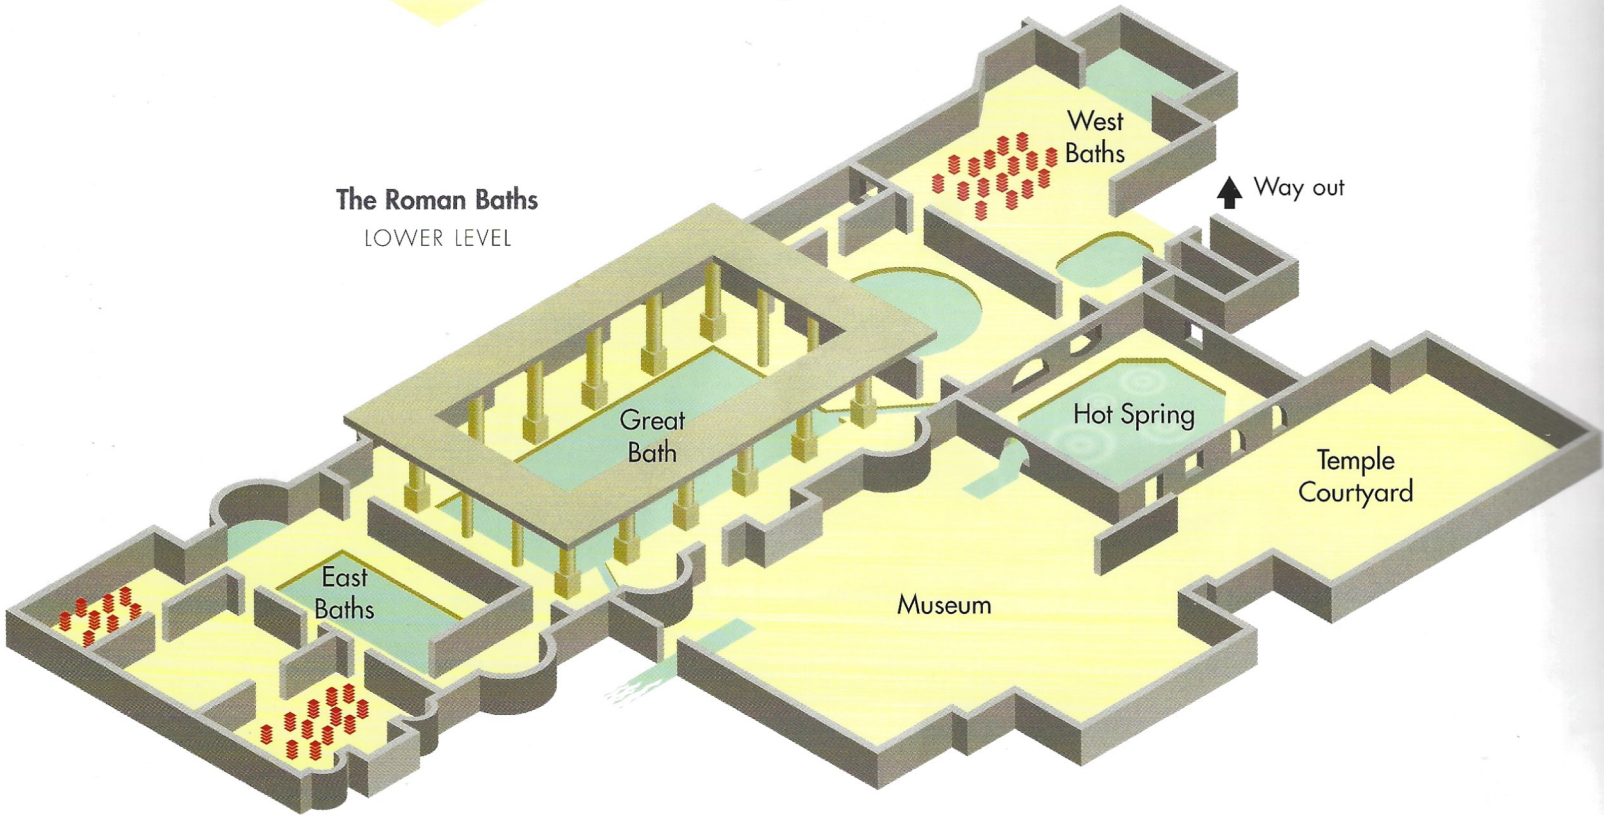 The Roman Baths
LOWER LEVEL
West
Baths
Way out
Great
Bath
Hot Spring
Temple
Courtyard
East
Baths
Museum